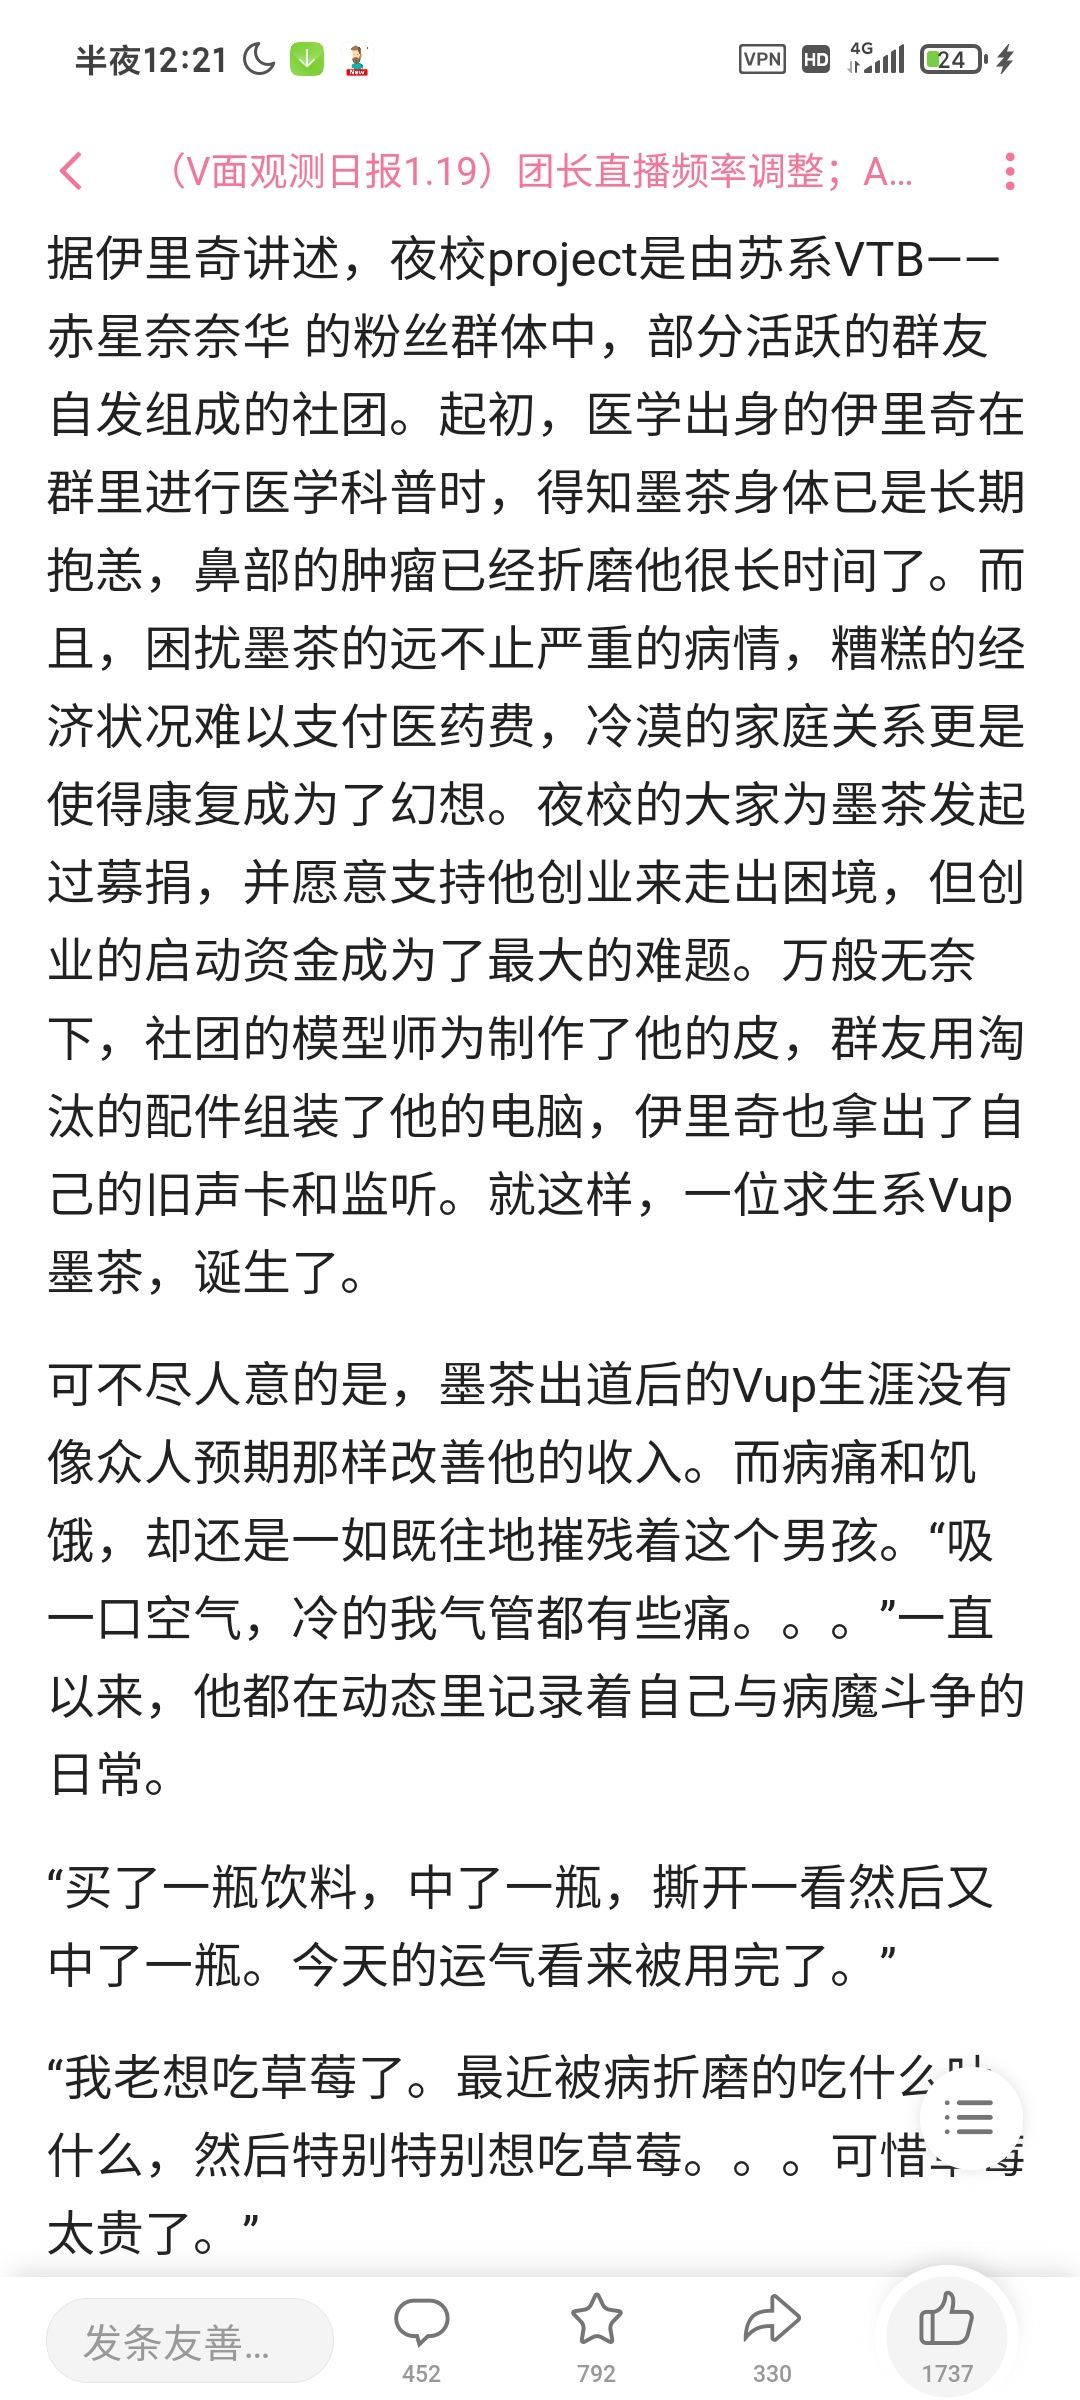 半夜12:21
New
VPN
HD
4G
24
（V面观测日报1.19）团长直播频率调整；A...
据伊里奇讲述，夜校project是由苏系VTB——
赤星奈奈华 的粉丝群体中，部分活跃的群友
自发组成的社团。起初，医学出身的伊里奇在
群里进行医学科普时，得知墨茶身体已是长期
抱恙，鼻部的肿瘤已经折磨他很长时间了。而
且，困扰墨茶的远不止严重的病情，糟糕的经
济状况难以支付医药费，冷漠的家庭关系更是
使得康复成为了幻想。夜校的大家为墨茶发起
过募捐，并愿意支持他创业来走出困境，但创
业的启动资金成为了最大的难题。万般无奈
下，社团的模型师为制作了他的皮，群友用淘
汰的配件组装了他的电脑，伊里奇也拿出了自
己的旧声卡和监听。就这样，一位求生系Vup
墨茶，诞生了。
可不尽人意的是，墨茶出道后的Vup生涯没有
像众人预期那样改善他的收入。而病痛和饥
饿，却还是一如既往地摧残着这个男孩。“吸
一口空气，冷的我气管都有些痛。。。”一直
以来，他都在动态里记录着自己与病魔斗争的
日常。
“买了一瓶饮料，中了一瓶，撕开一看然后又
中了一瓶。今天的运气看来被用完了。”
“我老想吃草莓了。最近被病折磨的吃什么
什么，然后特别特别想吃草莓。。。可惜
太贵了。”
发条友善...
452
792
330
1737